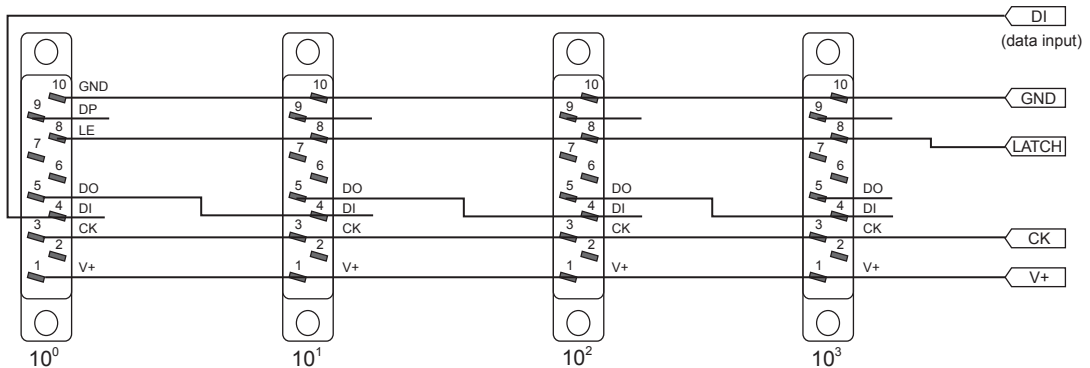 DI
(data input)
10 GND 10 10 10 GND
9 DP 9 9 9
8 LE 8 8 8 LATCH
7 7 7 7
6 6 6 6
5 DO 5 DO 5 DO 5 DO
4 DI 4 DI 4 DI 4 DI
3 CK 3 CK 3 CK 3 CK CK
2 2 2 2
1 V+ 1 V+ 1 V+ 1 V+ V+
10⁰ 10¹ 10² 10³